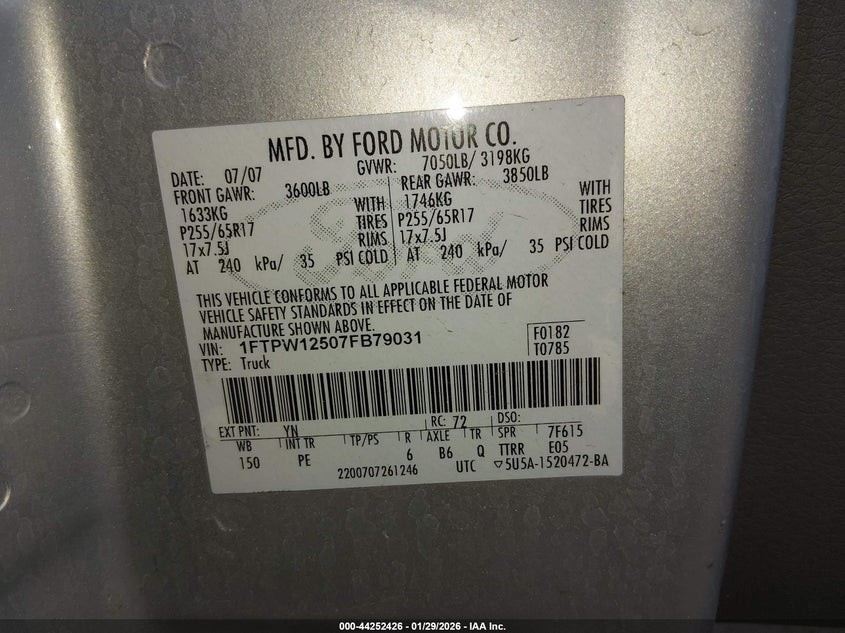 MFD. BY FORD MOTOR CO.
DATE: 07/07 GVWR: 7050LB/ 3198KG
FRONT GAWR: 3600LB REAR GAWR: 3850LB
1633KG WITH 1746KG WITH
P255/65R17 TIRES P255/65R17 TIRES
17x7.5J RIMS 17x7.5J RIMS
AT 240 kPa/ 35 PSI COLD AT 240 kPa/ 35 PSI COLD
Ford
THIS VEHICLE CONFORMS TO ALL APPLICABLE FEDERAL MOTOR
VEHICLE SAFETY STANDARDS IN EFFECT ON THE DATE OF
MANUFACTURE SHOWN ABOVE.
VIN: 1FTPW12507FB79031 F0182
TYPE: Truck T0785
EXT PNT: YN RC: 72 DSO:
WB INT TR TP/PS R AXLE TR SPR 7F615
150 PE 6 B6 Q TTRR E05
2200707261246 UTC ▽5U5A-1520472-BA
000-44252426 - 01/29/2026 - IAA Inc.